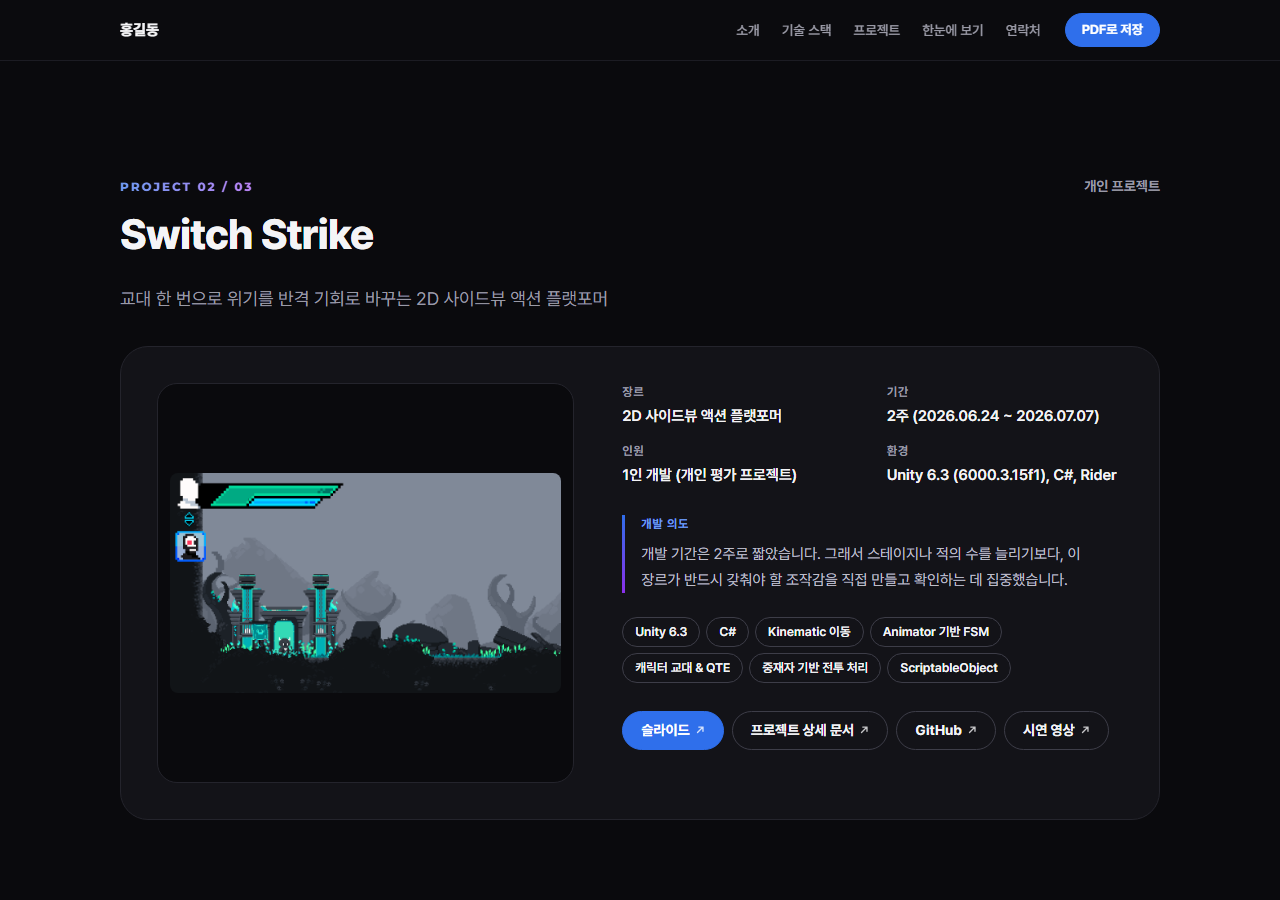 홍길동
소개 기술 스택 프로젝트 한눈에 보기 연락처 PDF로 저장
PROJECT 02 / 03
개인 프로젝트
Switch Strike
교대 한 번으로 위기를 반격 기회로 바꾸는 2D 사이드뷰 액션 플랫포머
장르
2D 사이드뷰 액션 플랫포머
기간
2주 (2026.06.24 ~ 2026.07.07)
인원
1인 개발 (개인 평가 프로젝트)
환경
Unity 6.3 (6000.3.15f1), C#, Rider
개발 의도
개발 기간은 2주로 짧았습니다. 그래서 스테이지나 적의 수를 늘리기보다, 이
장르가 반드시 갖춰야 할 조작감을 직접 만들고 확인하는 데 집중했습니다.
Unity 6.3 C# Kinematic 이동 Animator 기반 FSM
캐릭터 교대 & QTE 중재자 기반 전투 처리 ScriptableObject
슬라이드 ↗ 프로젝트 상세 문서 ↗ GitHub ↗ 시연 영상 ↗